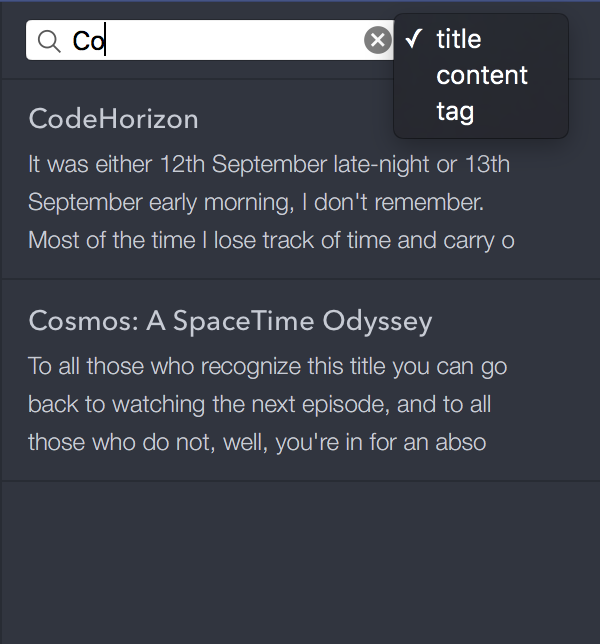 Co
✓ title
content
tag
CodeHorizon
It was either 12th September late-night or 13th
September early morning, I don't remember.
Most of the time I lose track of time and carry o
Cosmos: A SpaceTime Odyssey
To all those who recognize this title you can go
back to watching the next episode, and to all
those who do not, well, you're in for an abso